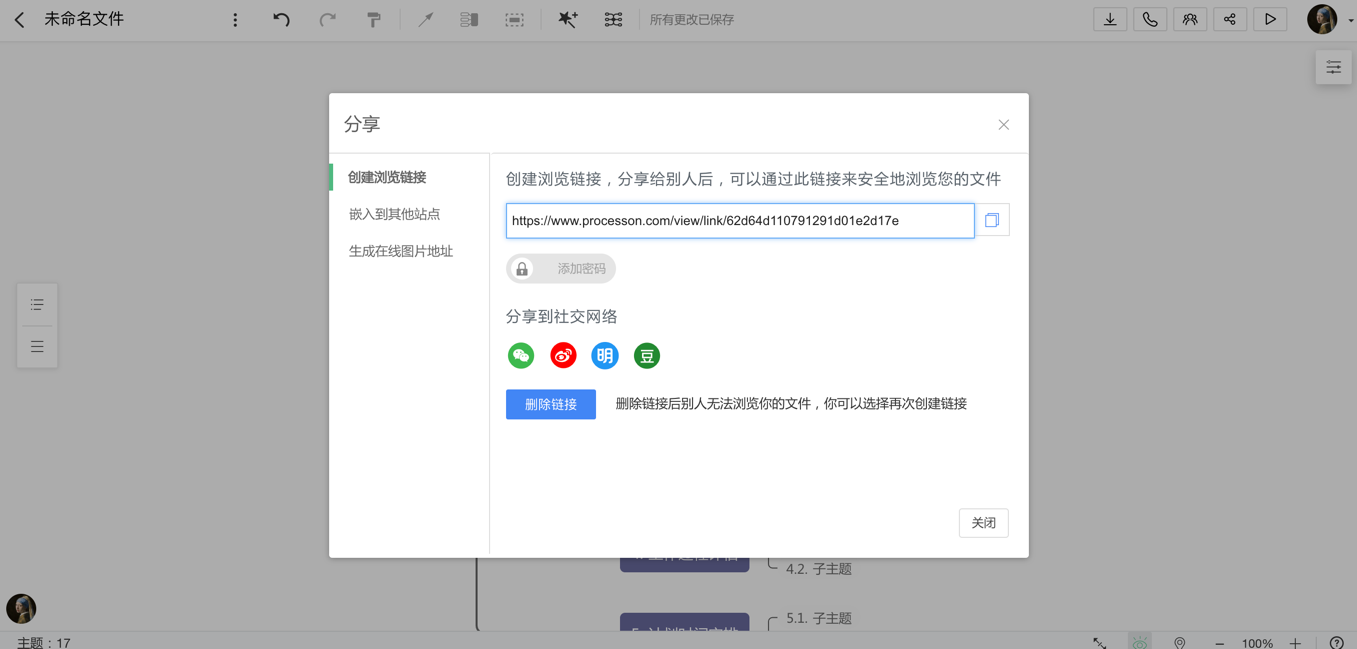 未命名文件
所有更改已保存
分享
创建浏览链接
嵌入到其他站点
生成在线图片地址
创建浏览链接，分享给别人后，可以通过此链接来安全地浏览您的文件
https://www.processon.com/view/link/62d64d110791291d01e2d17e
添加密码
分享到社交网络
明
豆
删除链接
删除链接后别人无法浏览你的文件，你可以选择再次创建链接
关闭
4.2. 子主题
5.1. 子主题
主题：17
100%